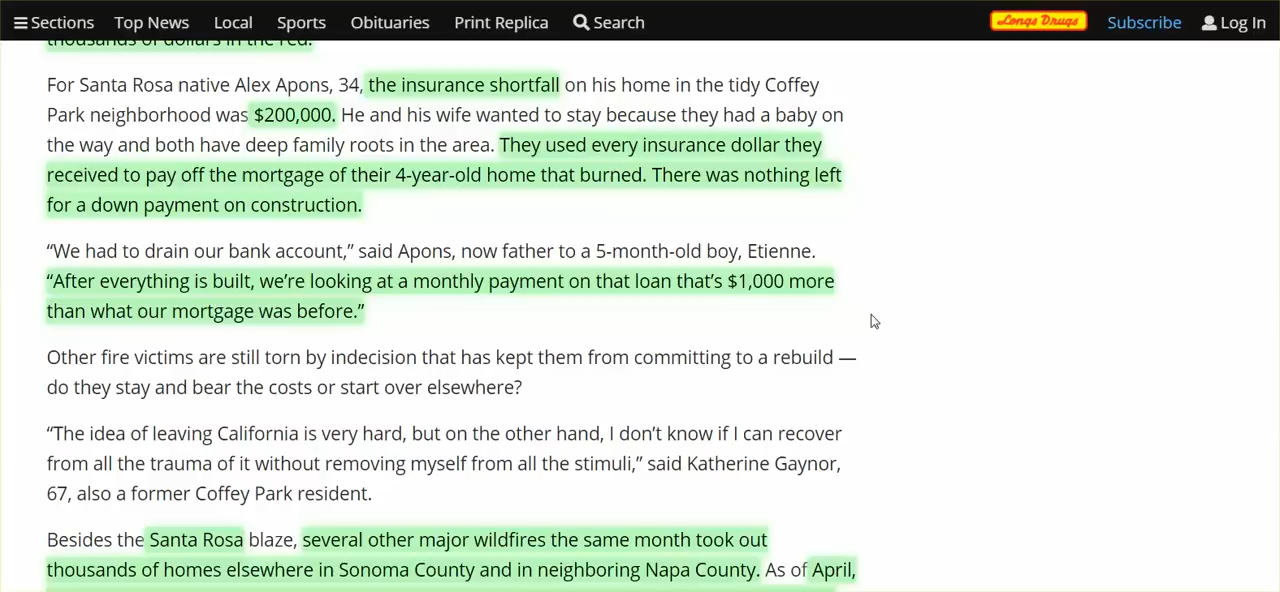 Sections Top News Local Sports Obituaries Print Replica Search Longs Drugs Subscribe Log In
thousands of dollars in the red.
For Santa Rosa native Alex Apons, 34, the insurance shortfall on his home in the tidy Coffey
Park neighborhood was $200,000. He and his wife wanted to stay because they had a baby on
the way and both have deep family roots in the area. They used every insurance dollar they
received to pay off the mortgage of their 4-year-old home that burned. There was nothing left
for a down payment on construction.
“We had to drain our bank account,” said Apons, now father to a 5-month-old boy, Etienne.
“After everything is built, we’re looking at a monthly payment on that loan that’s $1,000 more
than what our mortgage was before.”
Other fire victims are still torn by indecision that has kept them from committing to a rebuild —
do they stay and bear the costs or start over elsewhere?
“The idea of leaving California is very hard, but on the other hand, I don’t know if I can recover
from all the trauma of it without removing myself from all the stimuli,” said Katherine Gaynor,
67, also a former Coffey Park resident.
Besides the Santa Rosa blaze, several other major wildfires the same month took out
thousands of homes elsewhere in Sonoma County and in neighboring Napa County. As of April,